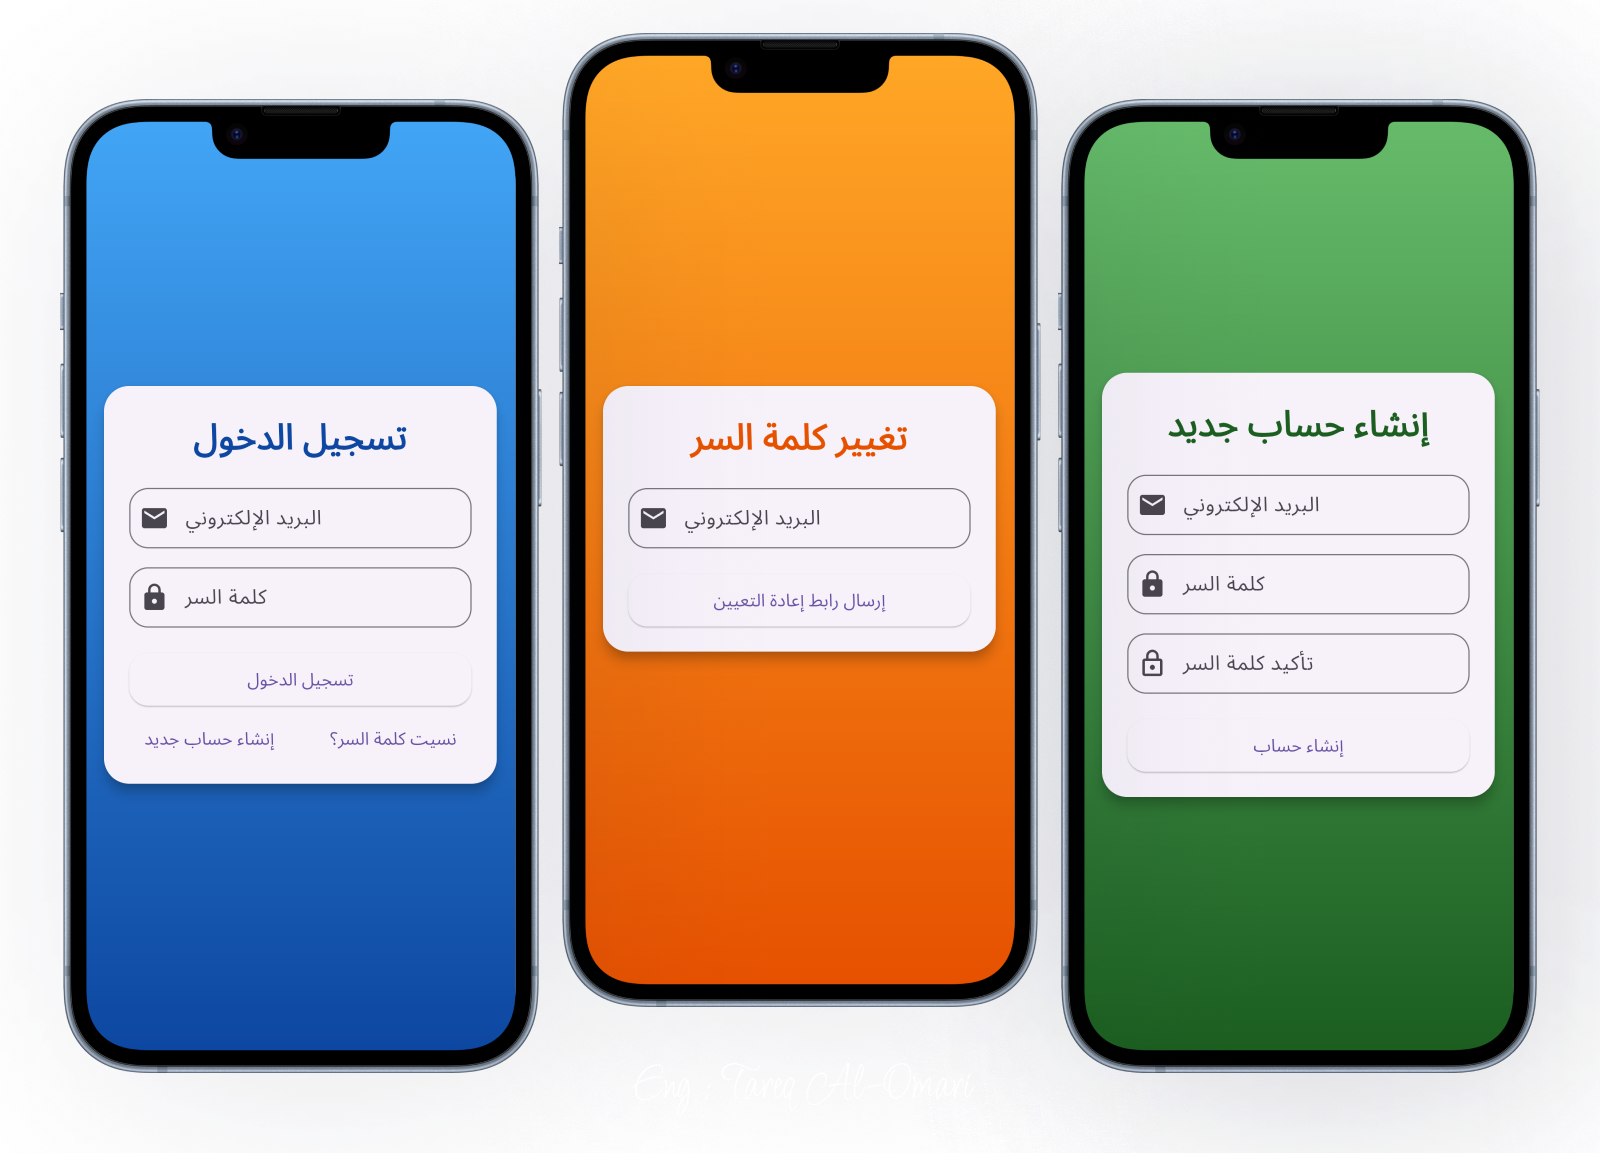 تسجيل الدخول
البريد الإلكتروني
كلمة السر
تسجيل الدخول
نسيت كلمة السر؟
إنشاء حساب جديد
تغيير كلمة السر
البريد الإلكتروني
إرسال رابط إعادة التعيين
إنشاء حساب جديد
البريد الإلكتروني
كلمة السر
تأكيد كلمة السر
إنشاء حساب
Eng : Tareq Al-Omari